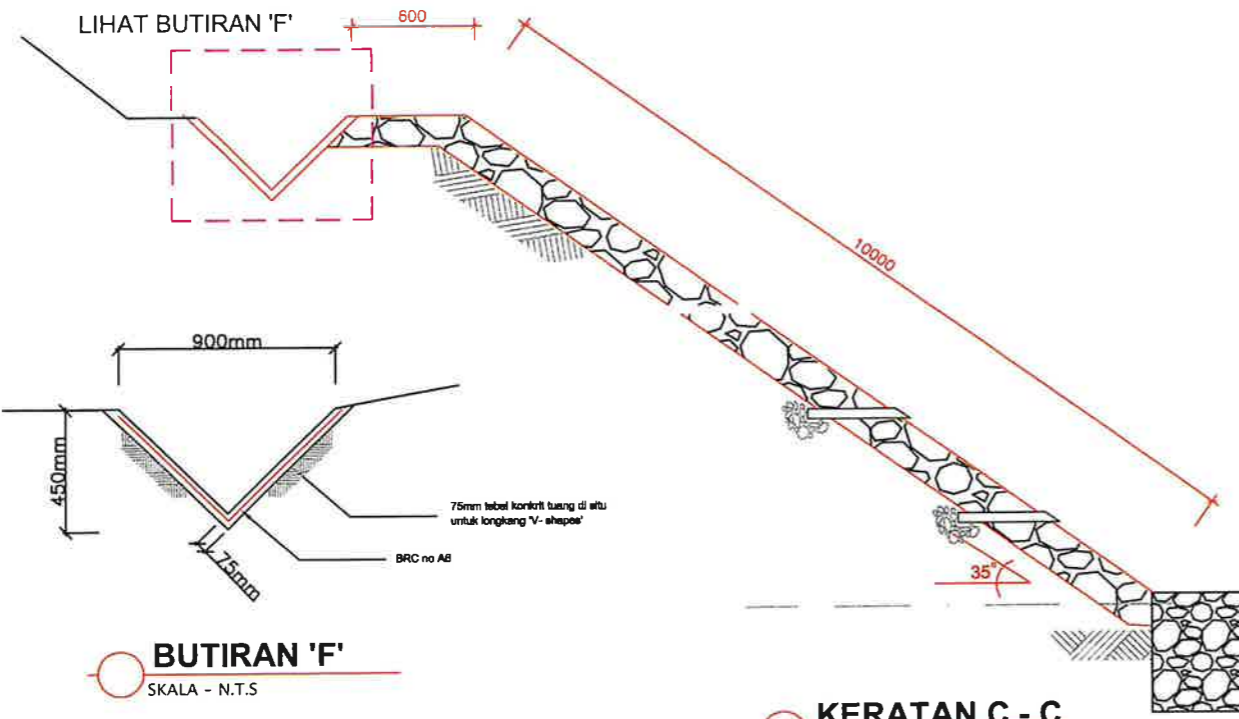 LIHAT BUTIRAN 'F'
600
10000
900mm
450mm
75mm tebal konkrit tuang di situ
untuk longkang 'V- shapes'
BRC no A6
75mm
35°
BUTIRAN 'F'
SKALA - N.T.S
KERATAN C - C